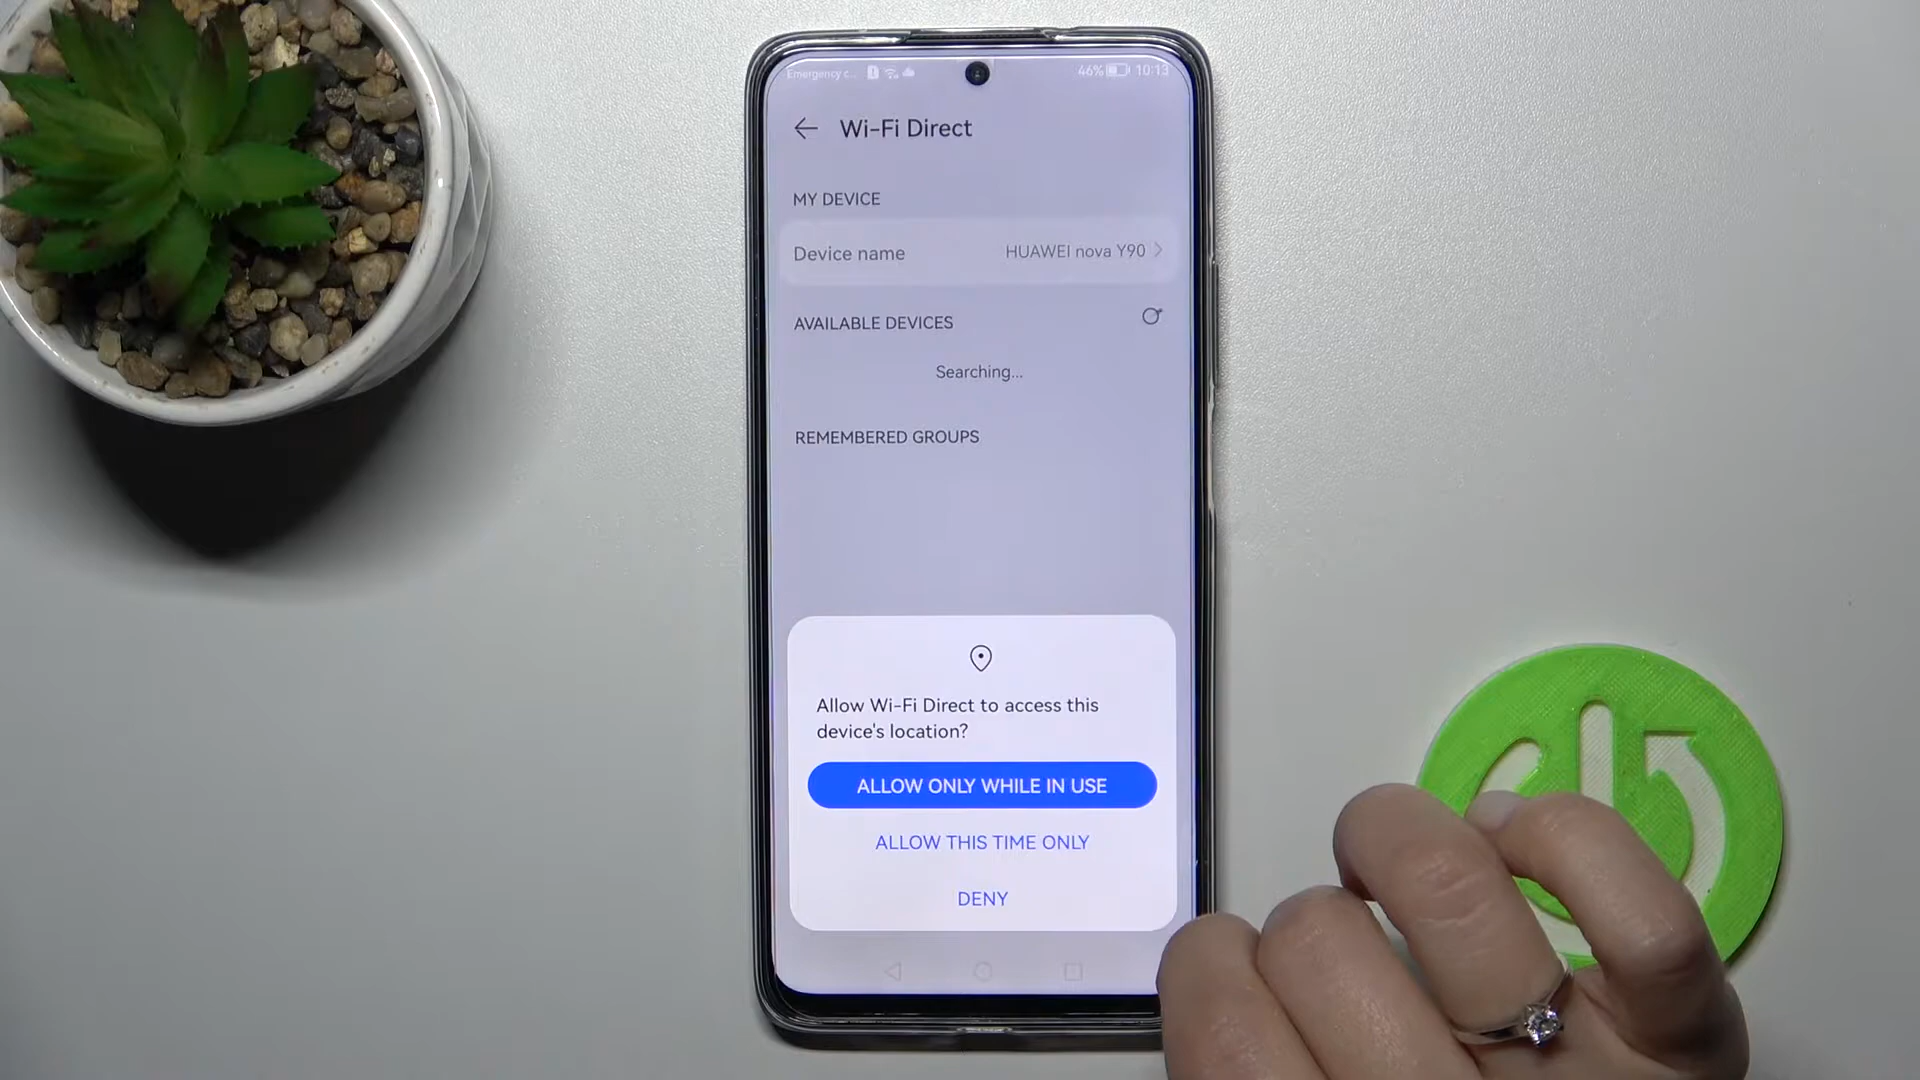 Emergency c... 46% 10:13
Wi-Fi Direct
MY DEVICE
Device name HUAWEI nova Y90
AVAILABLE DEVICES
Searching...
REMEMBERED GROUPS
Allow Wi-Fi Direct to access this
device's location?
ALLOW ONLY WHILE IN USE
ALLOW THIS TIME ONLY
DENY